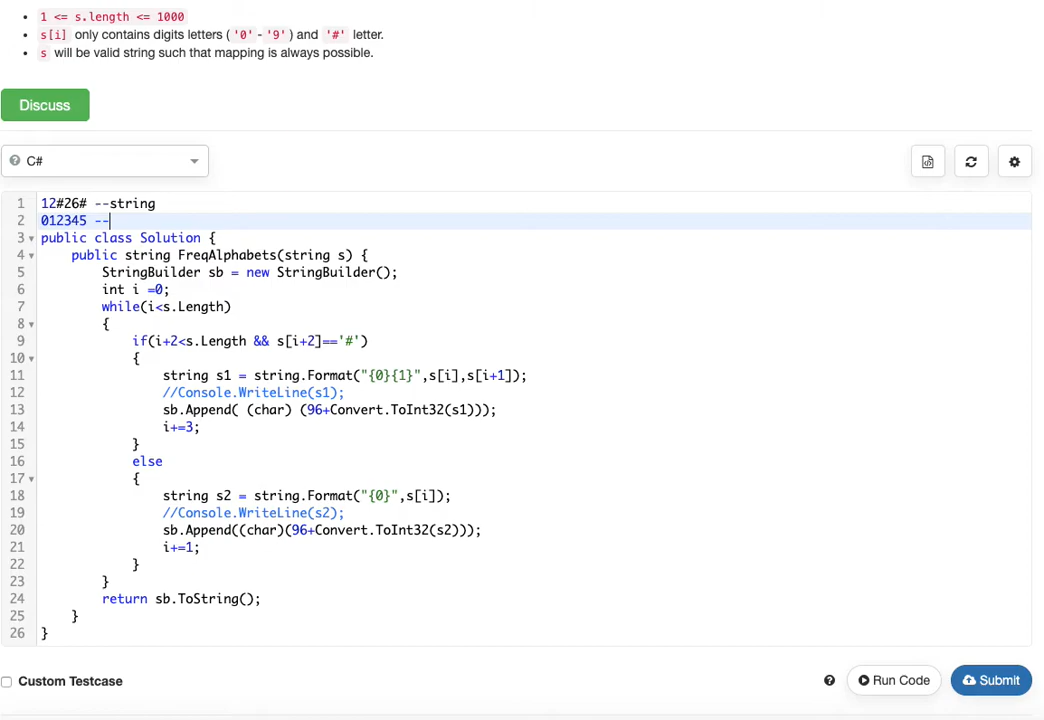 1 <= s.length <= 1000
s[i] only contains digits letters ('0'-'9') and '#' letter.
s will be valid string such that mapping is always possible.
Discuss
C#
1 12#26# --string
2 012345 --
3 public class Solution {
4 public string FreqAlphabets(string s) {
5 StringBuilder sb = new StringBuilder();
6 int i =0;
7 while(i<s.Length)
8 {
9 if(i+2<s.Length && s[i+2]=='#')
10 {
11 string s1 = string.Format("{0}{1}",s[i],s[i+1]);
12 //Console.WriteLine(s1);
13 sb.Append( (char) (96+Convert.ToInt32(s1)));
14 i+=3;
15 }
16 else
17 {
18 string s2 = string.Format("{0}",s[i]);
19 //Console.WriteLine(s2);
20 sb.Append((char)(96+Convert.ToInt32(s2)));
21 i+=1;
22 }
23 }
24 return sb.ToString();
25 }
26 }
Custom Testcase
Run Code
Submit